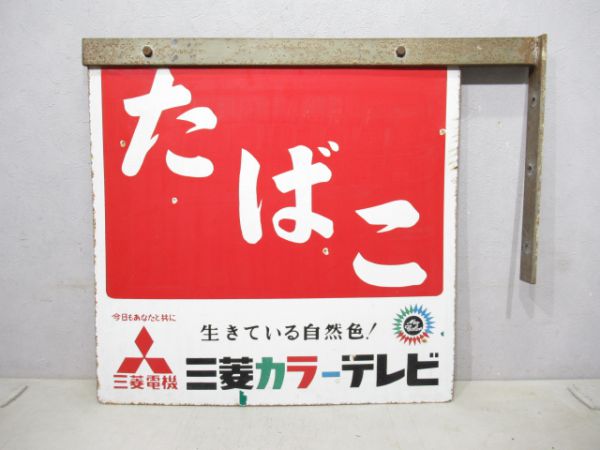 たばこ
今日もあなたと共に
生きている自然色!
三菱電機
三菱カラーテレビ